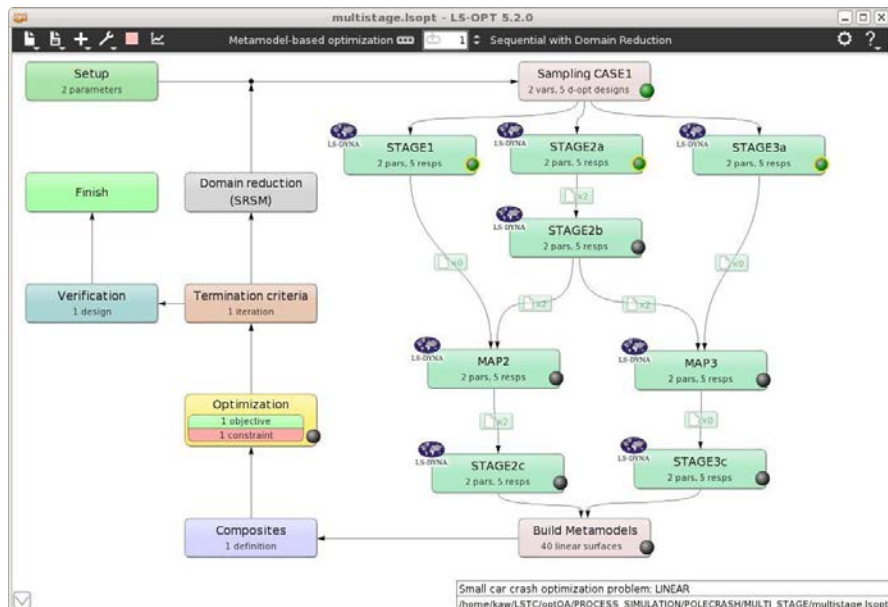 multistage.lsopt - LS-OPT 5.2.0
Metamodel-based optimization 1 Sequential with Domain Reduction
Setup
2 parameters
Sampling CASE1
2 vars, 5 d-opt designs
LS-DYNA
STAGE1
2 pars, 5 resps
LS-DYNA
STAGE2a
2 pars, 5 resps
LS-DYNA
STAGE3a
2 pars, 5 resps
Finish
Domain reduction
(SRSM)
x2
LS-DYNA
STAGE2b
2 pars, 5 resps
x0
x0
Verification
1 design
Termination criteria
1 iteration
x2
x2
LS-DYNA
MAP2
2 pars, 5 resps
LS-DYNA
MAP3
2 pars, 5 resps
Optimization
1 objective
1 constraint
x2
x0
LS-DYNA
STAGE2c
2 pars, 5 resps
LS-DYNA
STAGE3c
2 pars, 5 resps
Composites
1 definition
Build Metamodels
40 linear surfaces
Small car crash optimization problem: LINEAR
/home/kaw/LSTC/optQA/PROCESS_SIMULATION/POLECRASH/MULTI_STAGE/multistage.lsopt